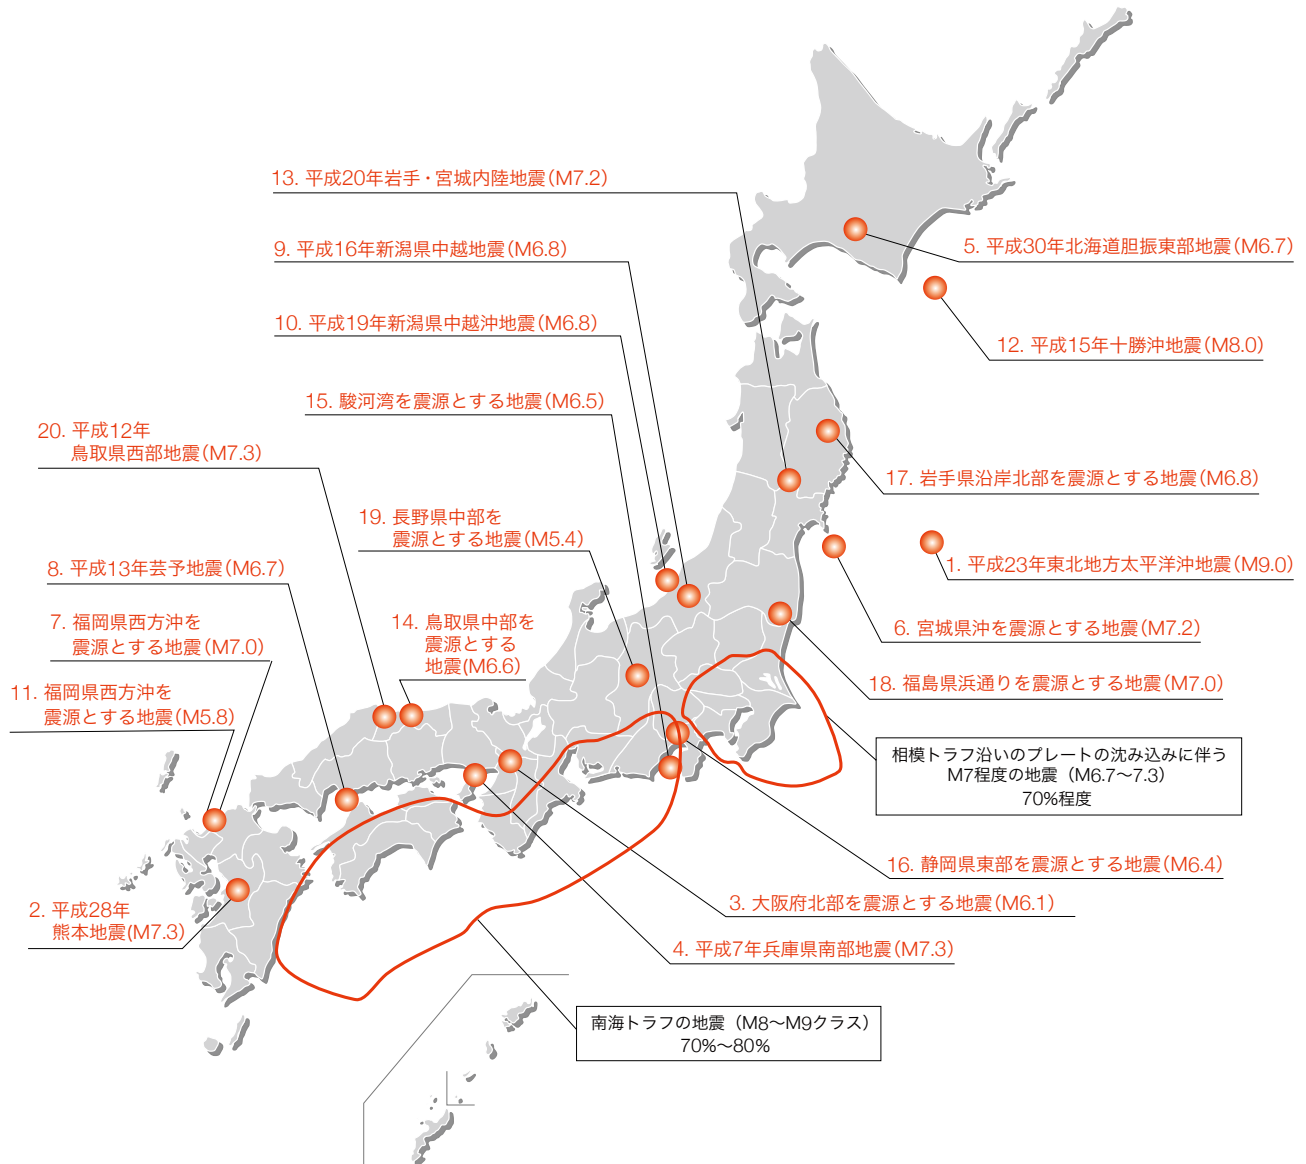 13. 平成20年岩手・宮城内陸地震(M7.2)
9. 平成16年新潟県中越地震(M6.8)
5. 平成30年北海道胆振東部地震(M6.7)
10. 平成19年新潟県中越沖地震(M6.8)
12. 平成15年十勝沖地震(M8.0)
15. 駿河湾を震源とする地震(M6.5)
20. 平成12年
鳥取県西部地震(M7.3)
17. 岩手県沿岸北部を震源とする地震(M6.8)
19. 長野県中部を
震源とする地震(M5.4)
8. 平成13年芸予地震(M6.7)
1. 平成23年東北地方太平洋沖地震(M9.0)
7. 福岡県西方沖を
震源とする地震(M7.0)
14. 鳥取県中部を
震源とする
地震(M6.6)
6. 宮城県沖を震源とする地震(M7.2)
11. 福岡県西方沖を
震源とする地震(M5.8)
18. 福島県浜通りを震源とする地震(M7.0)
相模トラフ沿いのプレートの沈み込みに伴う
M7程度の地震（M6.7～7.3）
70%程度
16. 静岡県東部を震源とする地震(M6.4)
3. 大阪府北部を震源とする地震(M6.1)
2. 平成28年
熊本地震(M7.3)
4. 平成7年兵庫県南部地震(M7.3)
南海トラフの地震（M8～M9クラス）
70%～80%